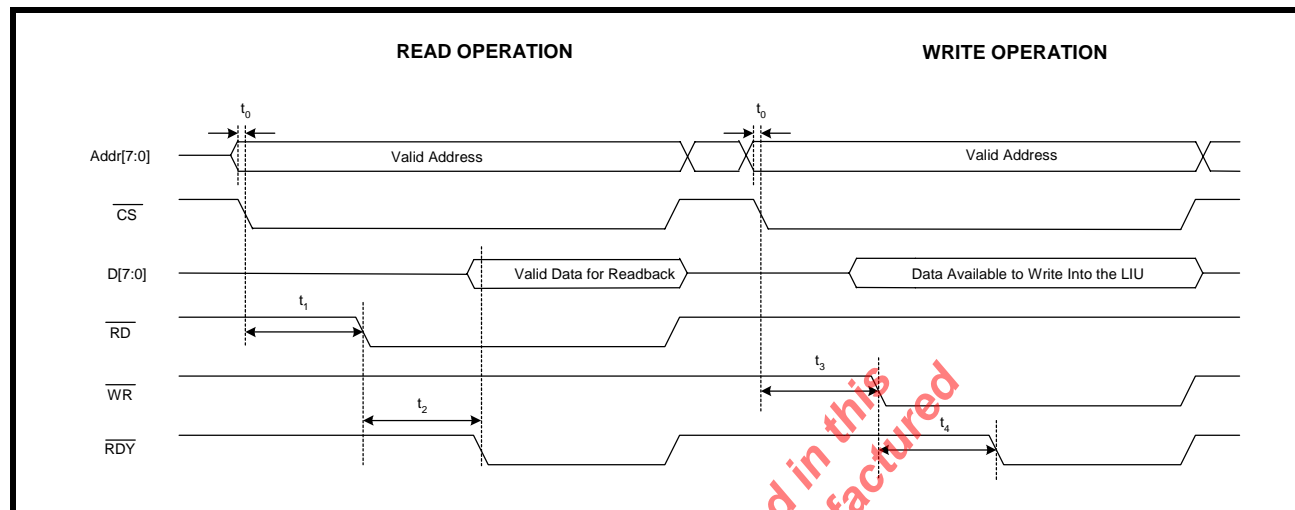 READ OPERATION WRITE OPERATION
t0 t0
Addr[7:0] Valid Address Valid Address
CS
D[7:0] Valid Data for Readback Data Available to Write Into the LIU
t1
RD
t3
WR
t2 t4
RDY
d in this
factured